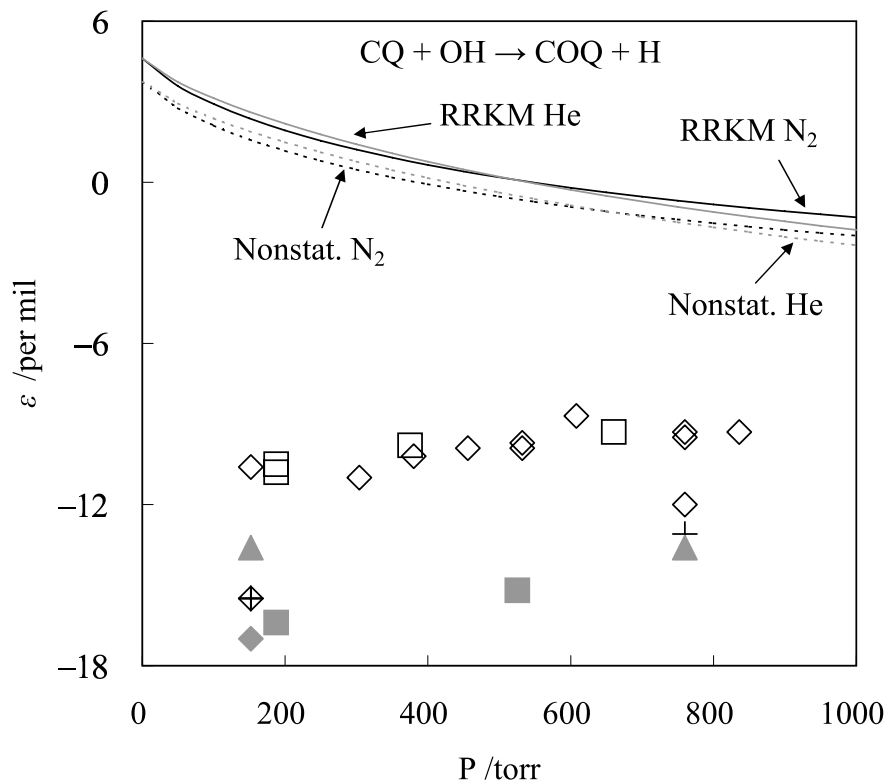 6
CQ + OH → COQ + H
RRKM He
RRKM N₂
0
Nonstat. N₂
Nonstat. He
ε /per mil
−6
−12
−18
0 200 400 600 800 1000
P /torr